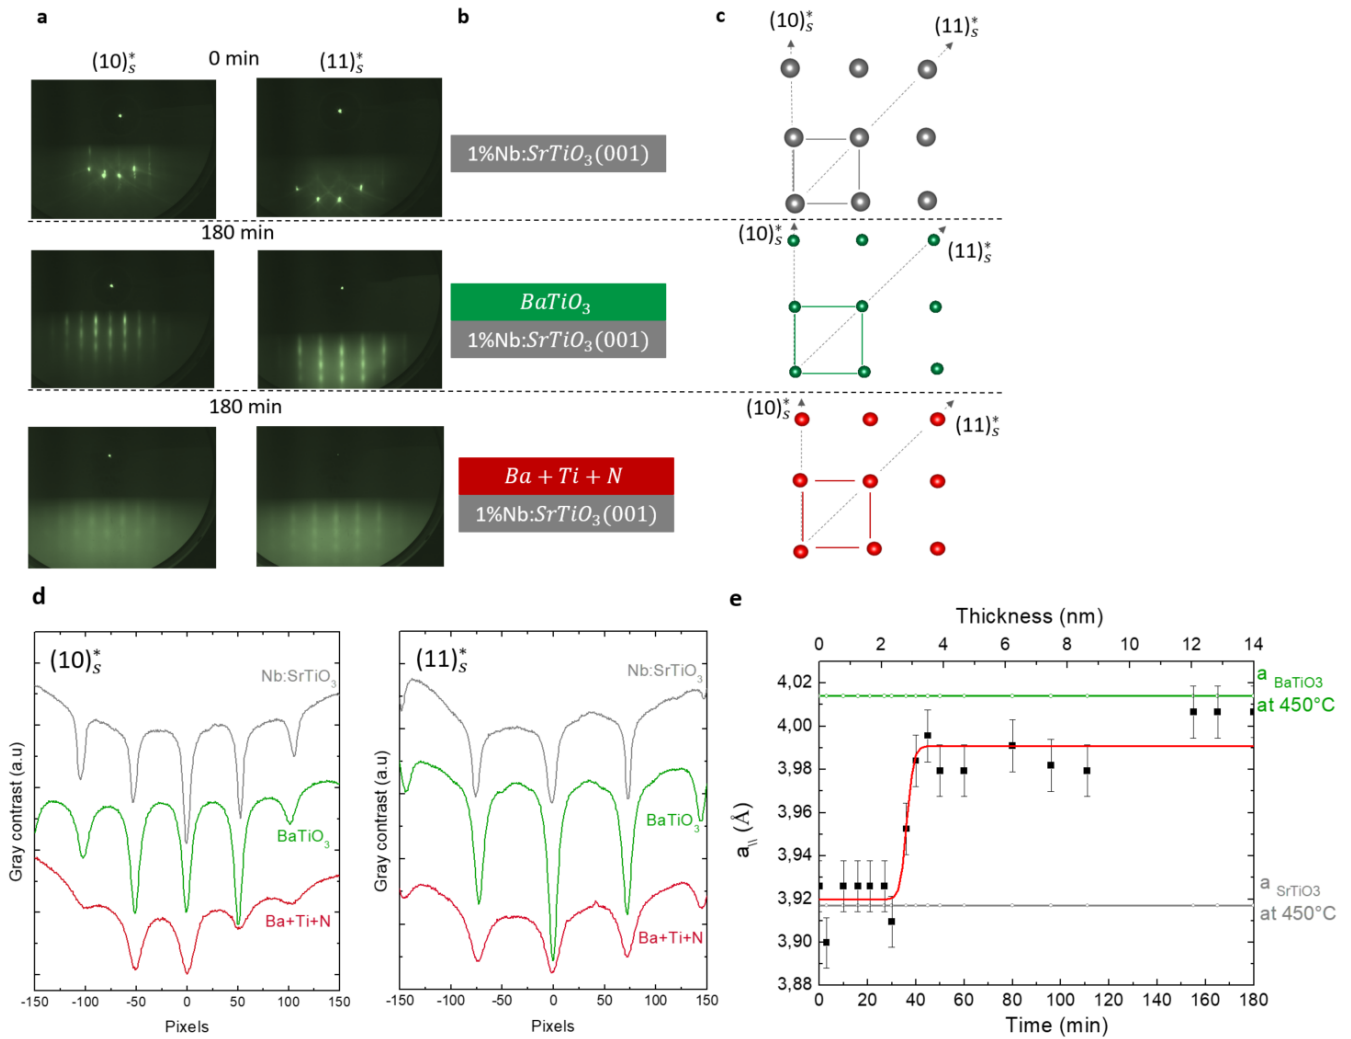 a
b
c
(10)*s
0 min
(11)*s
1%Nb:SrTiO3(001)
(10)*s
(11)*s
180 min
BaTiO3
1%Nb:SrTiO3(001)
(10)*s
(11)*s
180 min
Ba + Ti + N
1%Nb:SrTiO3(001)
(10)*s
(11)*s
d
(10)*s
Nb:SrTiO3
BaTiO3
Ba+Ti+N
Gray contrast (a.u)
-150 -100 -50 0 50 100 150
Pixels
(11)*s
Nb:SrTiO3
BaTiO3
Ba+Ti+N
Gray contrast (a.u)
-150 -100 -50 0 50 100 150
Pixels
e
Thickness (nm)
0 2 4 6 8 10 12 14
4,02
4,00
3,98
3,96
3,94
3,92
3,90
3,88
a\\ (Å)
a BaTiO3
at 450°C
a SrTiO3
at 450°C
0 20 40 60 80 100 120 140 160 180
Time (min)